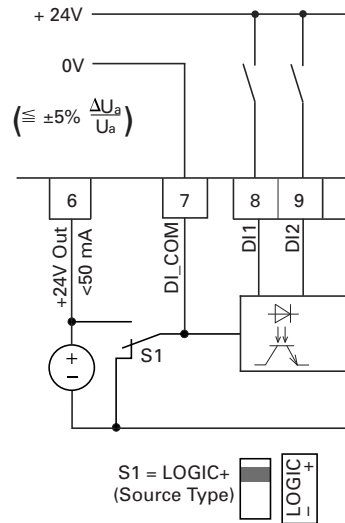 + 24V
0V
(≦ ±5% ΔUa/Ua)
6
7
8
9
+24V Out
<50 mA
DI_COM
DI1
DI2
+
−
S1
S1 = LOGIC+
(Source Type)
LOGIC
− +